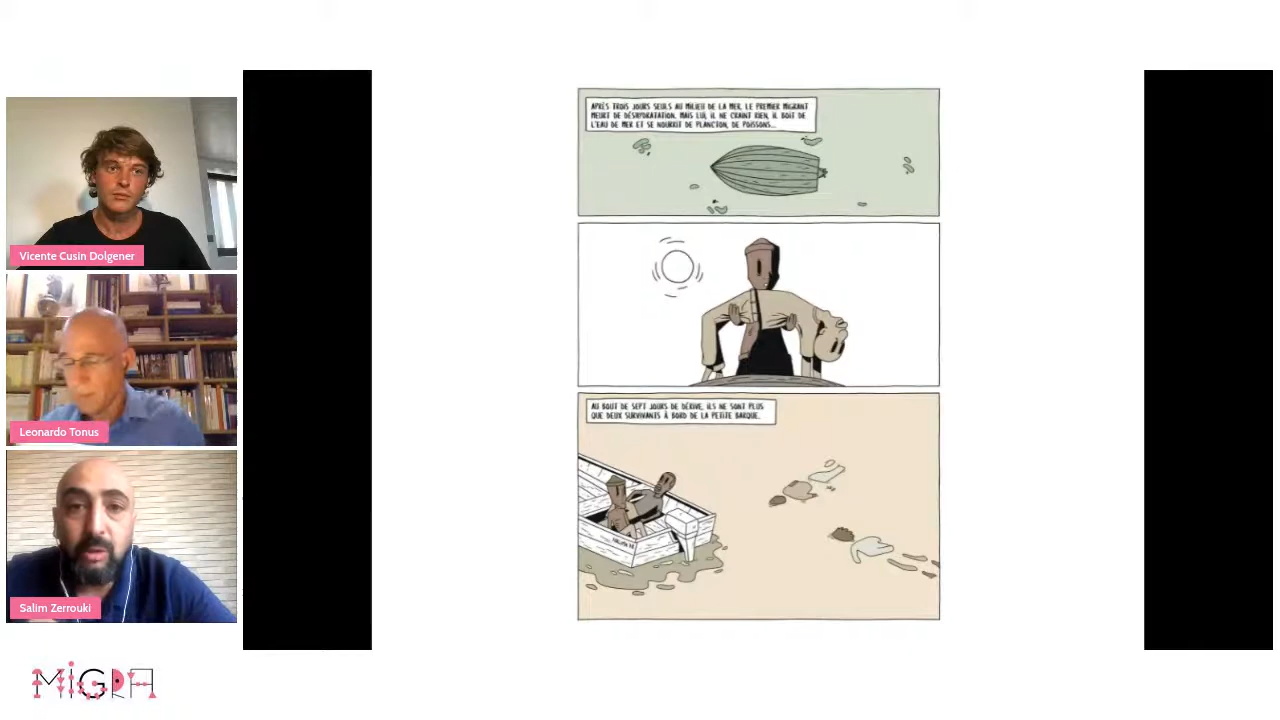 Vicente Cusin Dolgener
Leonardo Tonus
Salim Zerrouki
MIGRA
APRÈS TROIS JOURS SEULS AU MILIEU DE LA MER, LE PREMIER MIGRANT
MEURT DE DÉSHYDRATATION. MAIS LUI, IL NE CRAINT RIEN, IL BOIT DE
L'EAU DE MER ET SE NOURRIT DE PLANCTON, DE POISSONS...
AU BOUT DE SEPT JOURS DE DÉRIVE, ILS NE SONT PLUS
QUE DEUX SURVIVANTS À BORD DE LA PETITE BARQUE.